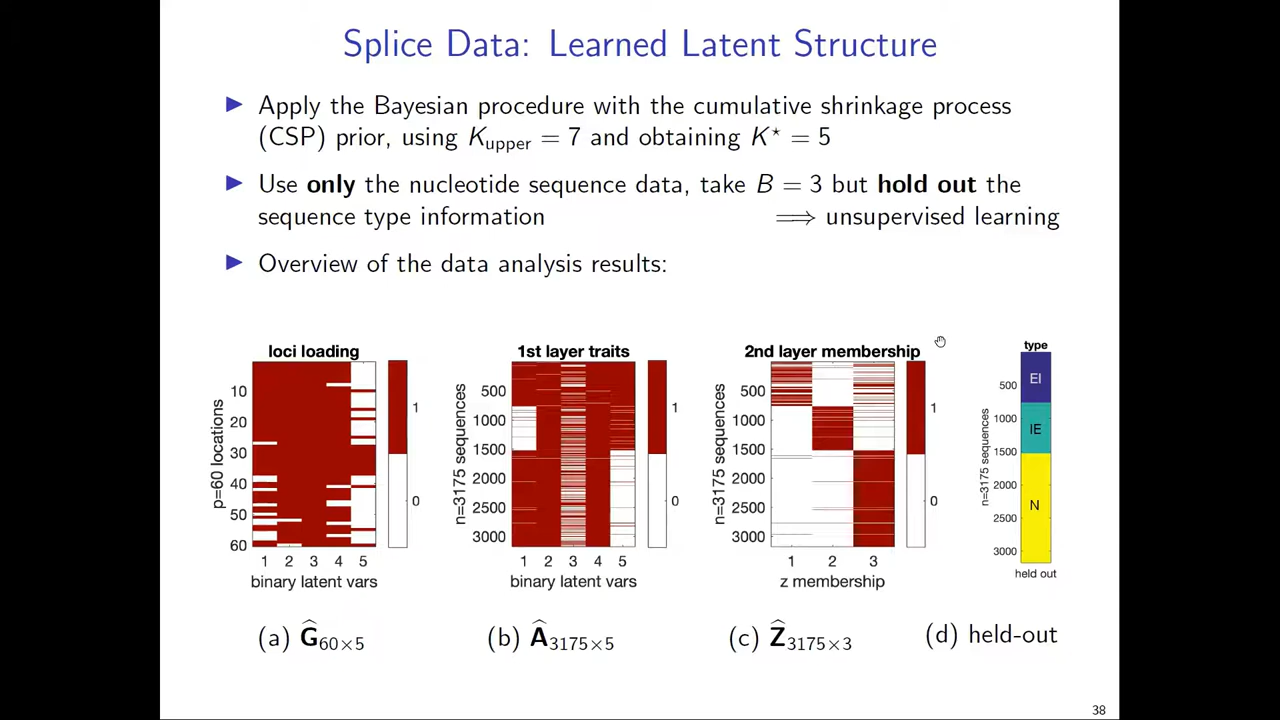 Splice Data: Learned Latent Structure
Apply the Bayesian procedure with the cumulative shrinkage process
(CSP) prior, using K_upper = 7 and obtaining K* = 5
Use only the nucleotide sequence data, take B = 3 but hold out the
sequence type information ⟹ unsupervised learning
Overview of the data analysis results:
loci loading
p=60 locations
10
20
30
40
50
60
1 2 3 4 5
binary latent vars
1
0
(a) Ĝ_60×5
1st layer traits
n=3175 sequences
500
1000
1500
2000
2500
3000
1 2 3 4 5
binary latent vars
1
0
(b) Â_3175×5
2nd layer membership
n=3175 sequences
500
1000
1500
2000
2500
3000
1 2 3
z membership
1
0
(c) Ẑ_3175×3
type
n=3175 sequences
500
1000
1500
2000
2500
3000
EI
IE
N
held out
(d) held-out
38